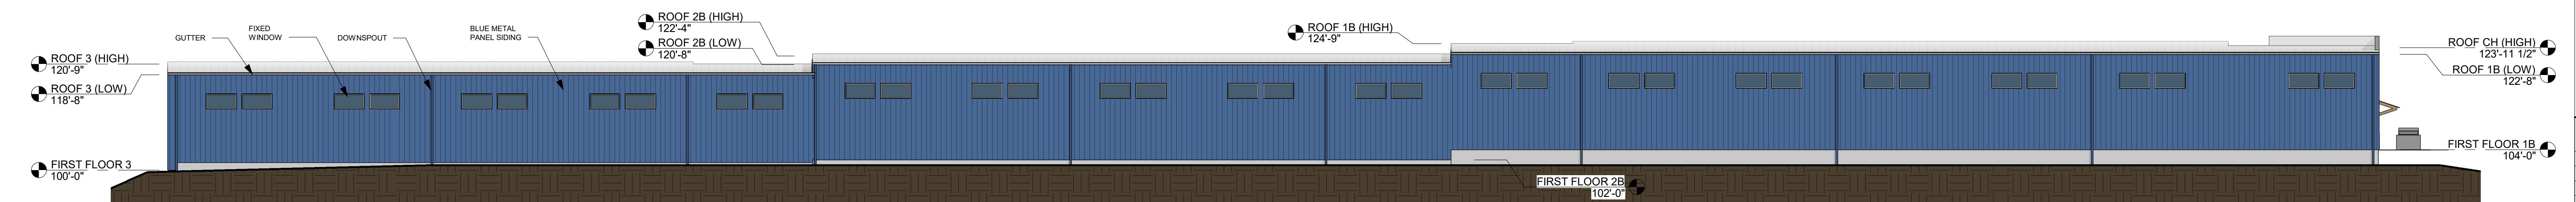 ROOF 3 (HIGH)
120'-9"
ROOF 3 (LOW)
118'-8"
FIRST FLOOR 3
100'-0"
GUTTER
FIXED
WINDOW
DOWNSPOUT
BLUE METAL
PANEL SIDING
ROOF 2B (HIGH)
122'-4"
ROOF 2B (LOW)
120'-8"
ROOF 1B (HIGH)
124'-9"
FIRST FLOOR 2B
102'-0"
ROOF CH (HIGH)
123'-11 1/2"
ROOF 1B (LOW)
122'-8"
FIRST FLOOR 1B
104'-0"